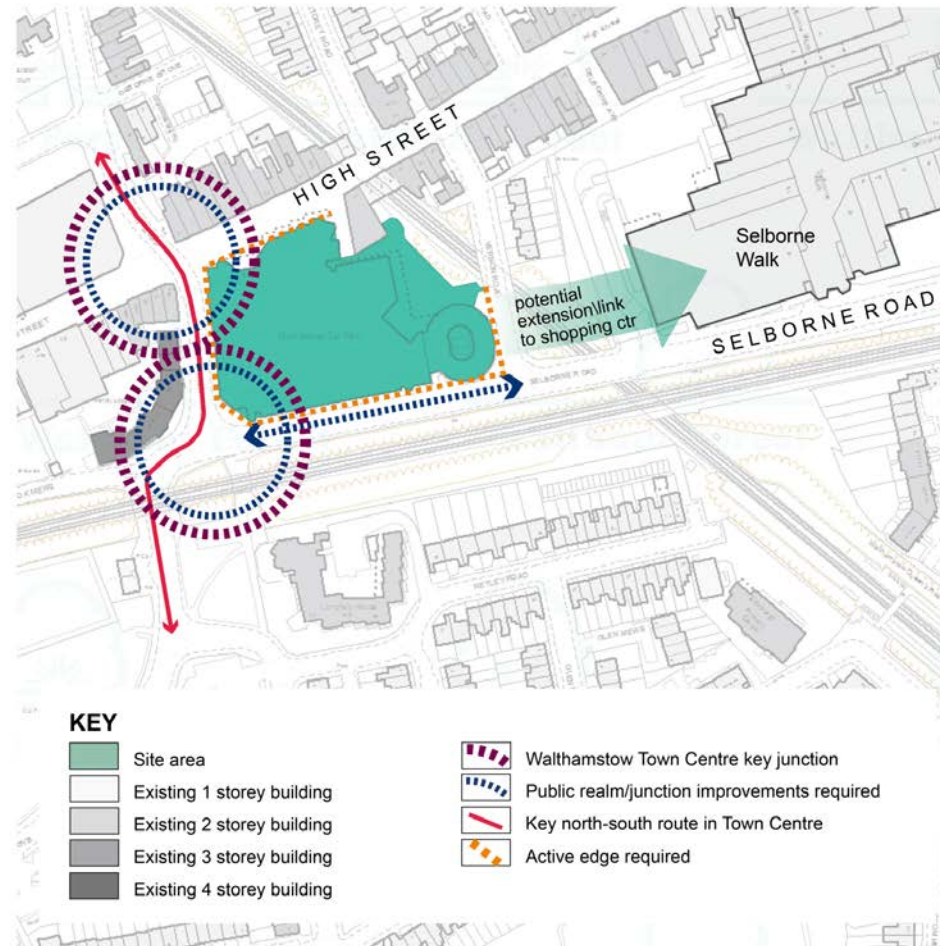 HIGH STREET
Selborne
Walk
potential
extension\link
to shopping ctr
SELBORNE ROAD
SELBORNE ROAD
KEY
Site area
Existing 1 storey building
Existing 2 storey building
Existing 3 storey building
Existing 4 storey building
Walthamstow Town Centre key junction
Public realm/junction improvements required
Key north-south route in Town Centre
Active edge required